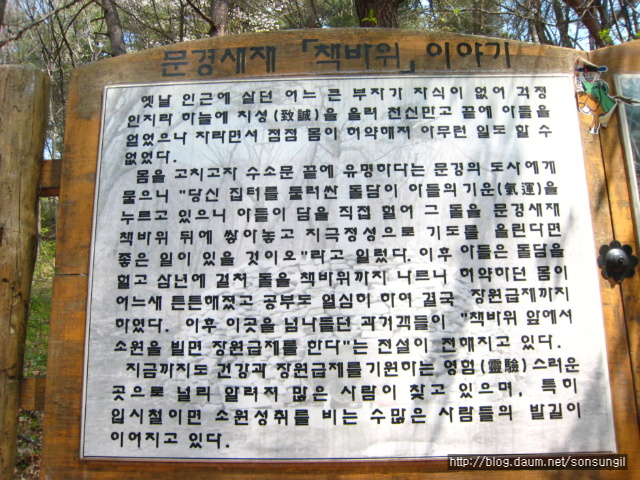 문경새재 「책바위」 이야기
옛날 인근에 살던 어느 큰 부자가 자식이 없어 걱정
인지라 하늘에 지성(致誠)을 올려 천신만고 끝에 아들을
얻었으나 자라면서 점점 몸이 허약해져 아무런 일도 할 수
없었다.
몸을 고치고자 수소문 끝에 유명하다는 문경의 도사에게
물으니 "당신 집터를 둘러싼 돌담이 아들의 기운(氣運)을
누르고 있으니 아들이 담을 직접 헐어 그 돌을 문경새재
책바위 뒤에 쌓아놓고 지극정성으로 기도를 올린다면
좋은 일이 있을 것이오"라고 일렀다. 이후 아들은 돌담을
헐고 삼년에 걸쳐 돌을 책바위까지 나르니 허약하던 몸이
어느새 튼튼해졌고 공부도 열심히 하여 결국 장원급제까지
하였다. 이후 이곳을 넘나들던 과거객들이 "책바위 앞에서
소원을 빌면 장원급제를 한다"는 전설이 전해지고 있다.
지금까지도 건강과 장원급제를 기원하는 영험(靈驗)스러운
곳으로 널리 알려져 많은 사람이 찾고 있으며, 특히
입시철이면 소원성취를 비는 수많은 사람들의 발길이
이어지고 있다.
http://blog.daum.net/sonsungil